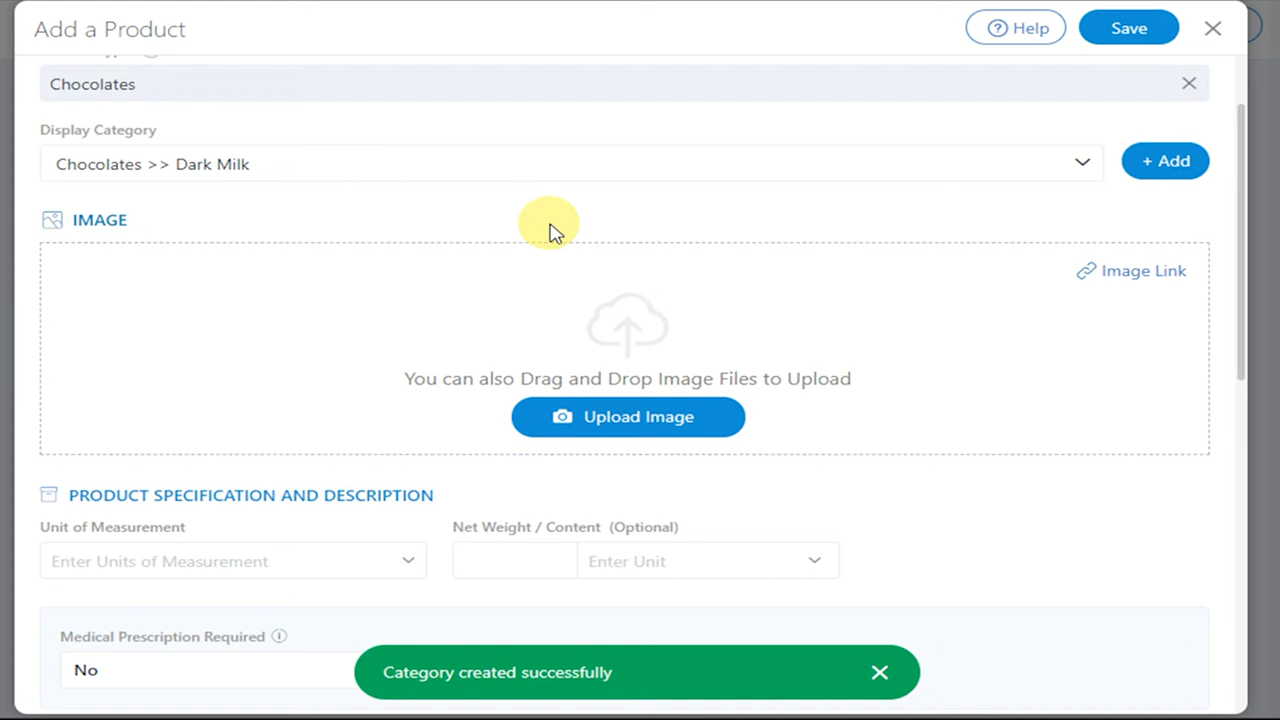 Add a Product
Help
Save
Chocolates
Display Category
Chocolates >> Dark Milk
+ Add
IMAGE
Image Link
You can also Drag and Drop Image Files to Upload
Upload Image
PRODUCT SPECIFICATION AND DESCRIPTION
Unit of Measurement
Net Weight / Content (Optional)
Enter Units of Measurement
Enter Unit
Medical Prescription Required
No
Category created successfully